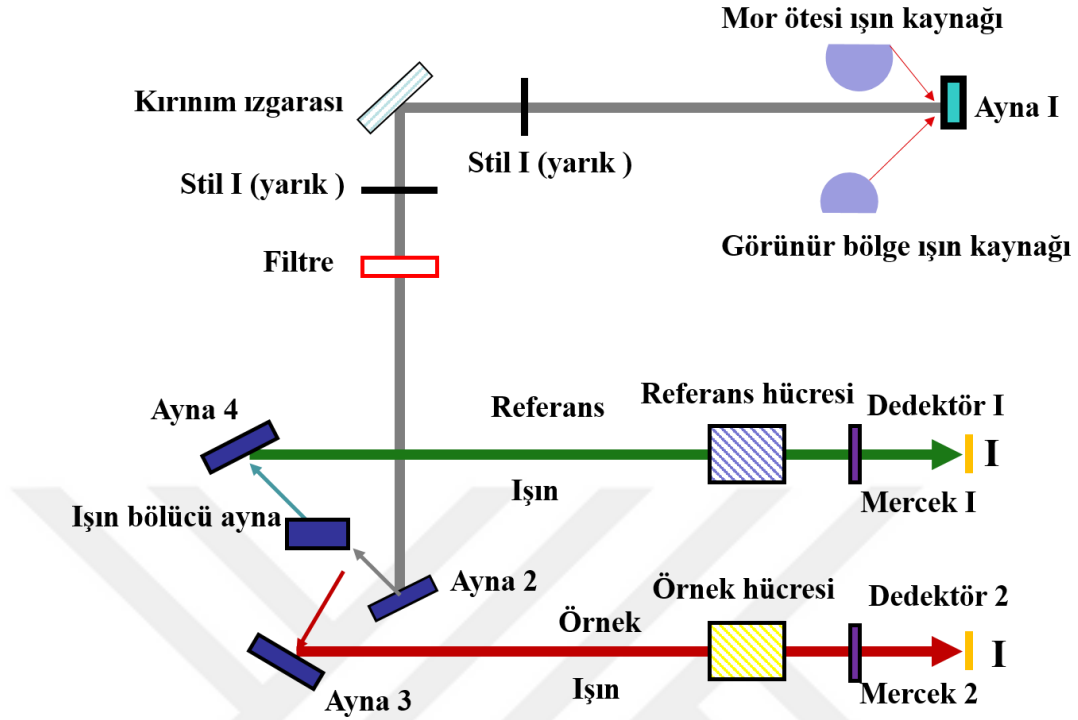 Mor ötesi ışın kaynağı
Kırınım ızgarası
Ayna I
Stil I (yarık )
Stil I (yarık )
Görünür bölge ışın kaynağı
Filtre
Ayna 4
Referans
Referans hücresi
Dedektör I
I
Işın
Mercek I
Işın bölücü ayna
Ayna 2
Örnek hücresi
Dedektör 2
Örnek
I
Ayna 3
Işın
Mercek 2